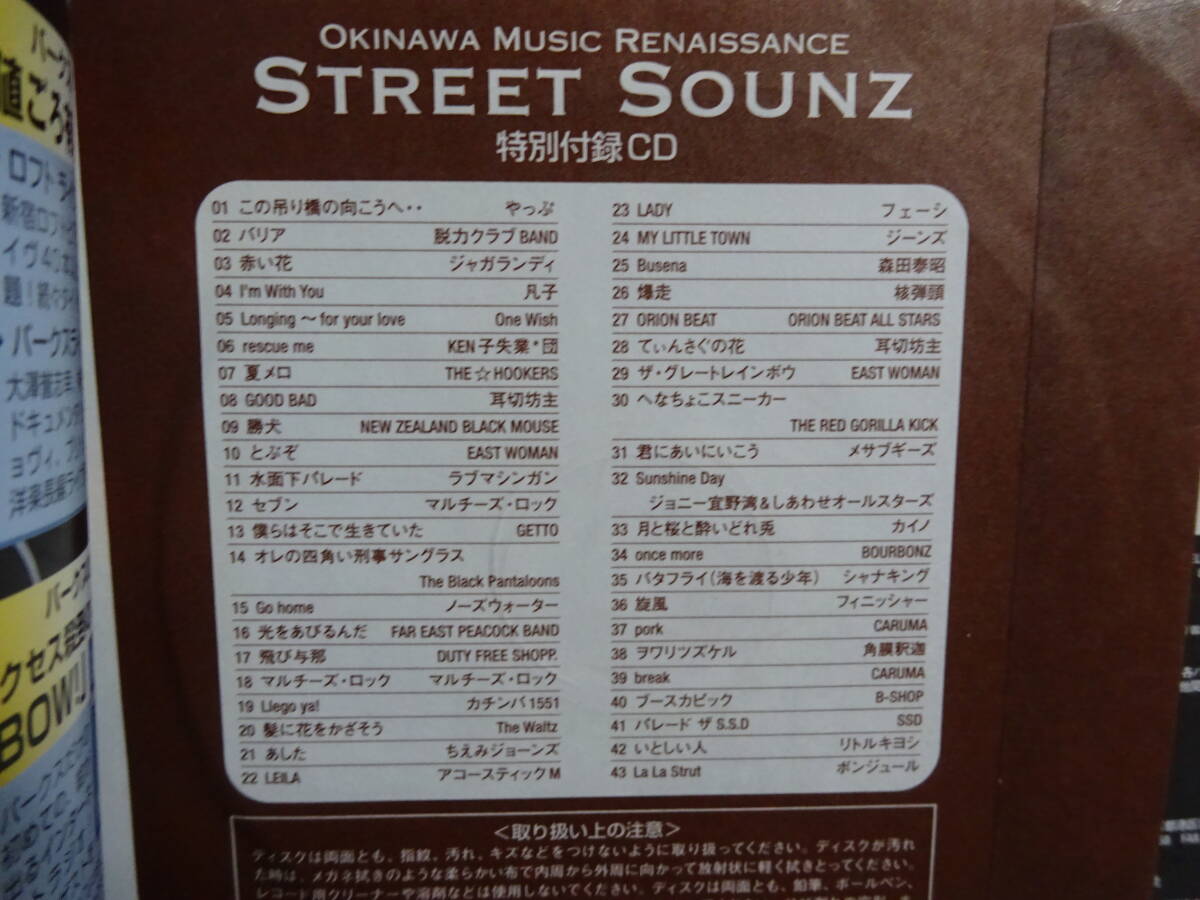 OKINAWA MUSIC RENAISSANCE
STREET SOUNZ
特別付録CD
01 この吊り橋の向こうへ・・ やっぷ
02 バリア 脱力クラブBAND
03 赤い花 ジャガランディ
04 I'm With You 凡子
05 Longing ～for your love One Wish
06 rescue me KEN子失業*団
07 夏メロ THE☆HOOKERS
08 GOOD BAD 耳切坊主
09 勝犬 NEW ZEALAND BLACK MOUSE
10 とぶぞ EAST WOMAN
11 水面下パレード ラブマシンガン
12 セブン マルチーズ・ロック
13 僕らはそこで生きていた GETTO
14 オレの四角い刑事サングラス
The Black Pantaloons
15 Go home ノーズウォーター
16 光をあびるんだ FAR EAST PEACOCK BAND
17 飛び与那 DUTY FREE SHOPP.
18 マルチーズ・ロック マルチーズ・ロック
19 Llego ya! カチンバ1551
20 髪に花をかざそう The Waltz
21 あした ちえみジョーンズ
22 LEILA アコースティックM
23 LADY フェーシ
24 MY LITTLE TOWN ジーンズ
25 Busena 森田泰昭
26 爆走 核弾頭
27 ORION BEAT ORION BEAT ALL STARS
28 てぃんさぐの花 耳切坊主
29 ザ・グレートレインボウ EAST WOMAN
30 へなちょこスニーカー
THE RED GORILLA KICK
31 君にあいにいこう メサブギーズ
32 Sunshine Day
ジョニー宜野湾&しあわせオールスターズ
33 月と桜と酔いどれ兎 カイノ
34 once more BOURBONZ
35 バタフライ(海を渡る少年) シャナキング
36 旋風 フィニッシャー
37 pork CARUMA
38 ヲワリツズケル 角膜釈迦
39 break CARUMA
40 ブースカビック B-SHOP
41 パレード ザ S.S.D SSD
42 いとしい人 リトルキヨシ
43 La La Strut ボンジュール
<取り扱い上の注意>
ディスクは両面とも、指紋、汚れ、キズなどをつけないように取り扱ってください。ディスクが汚れ
た時は、メガネ拭きのような柔らかい布で内周から外周に向かって放射状に軽く拭きとってください。
レコード用クリーナーや溶剤などは使用しないでください。ディスクは両面とも、鉛筆、ボールペン、